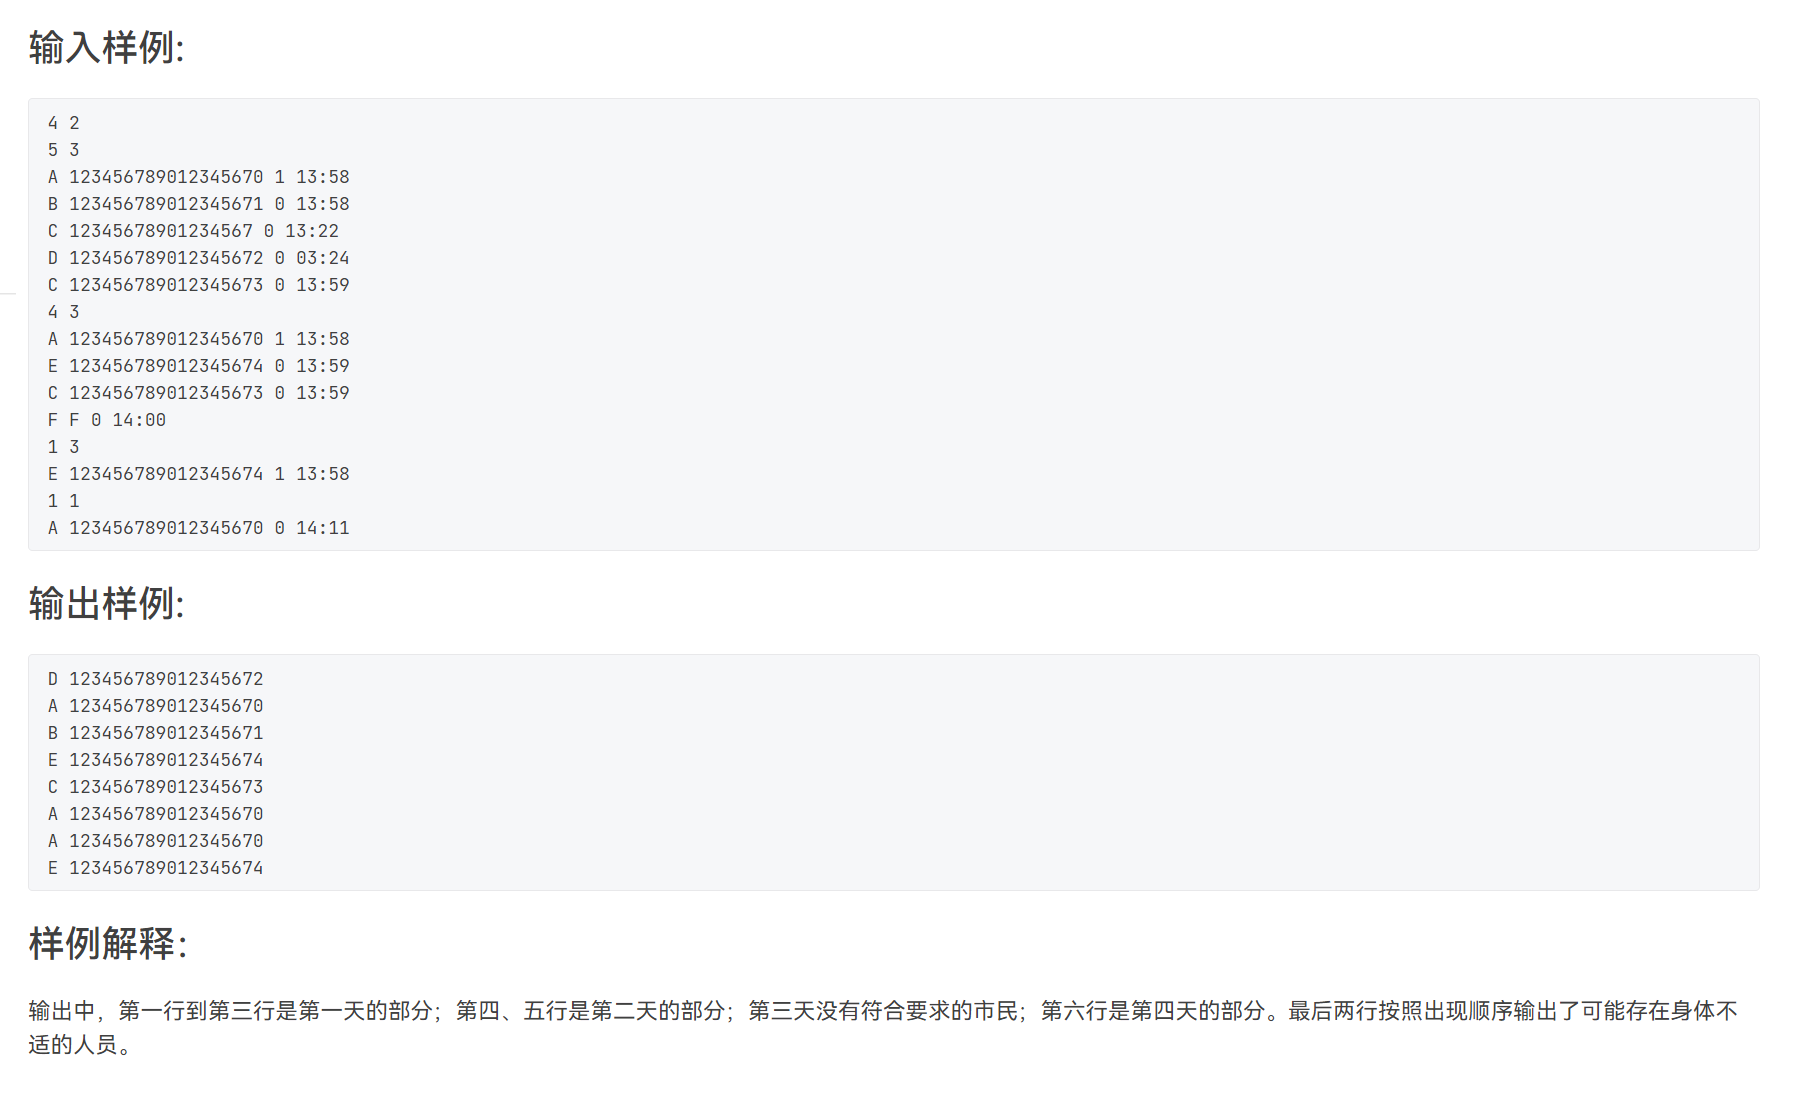 输入样例:
4 2
5 3
A 123456789012345670 1 13:58
B 123456789012345671 0 13:58
C 12345678901234567 0 13:22
D 123456789012345672 0 03:24
C 123456789012345673 0 13:59
4 3
A 123456789012345670 1 13:58
E 123456789012345674 0 13:59
C 123456789012345673 0 13:59
F F 0 14:00
1 3
E 123456789012345674 1 13:58
1 1
A 123456789012345670 0 14:11
输出样例:
D 123456789012345672
A 123456789012345670
B 123456789012345671
E 123456789012345674
C 123456789012345673
A 123456789012345670
A 123456789012345670
E 123456789012345674
样例解释：
输出中，第一行到第三行是第一天的部分；第四、五行是第二天的部分；第三天没有符合要求的市民；第六行是第四天的部分。最后两行按照出现顺序输出了可能存在身体不
适的人员。